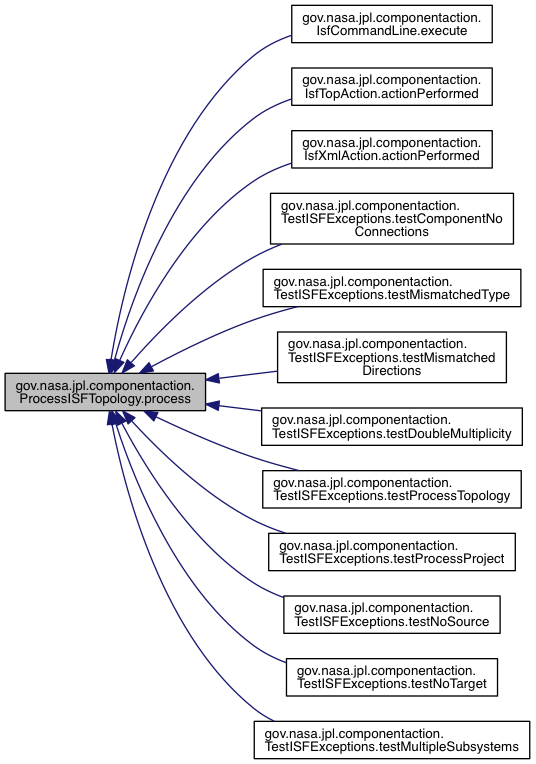 gov.nasa.jpl.componentaction.
IsfCommandLine.execute
gov.nasa.jpl.componentaction.
IsfTopAction.actionPerformed
gov.nasa.jpl.componentaction.
IsfXmlAction.actionPerformed
gov.nasa.jpl.componentaction.
TestISFExceptions.testComponentNo
Connections
gov.nasa.jpl.componentaction.
TestISFExceptions.testMismatchedType
gov.nasa.jpl.componentaction.
TestISFExceptions.testMismatched
Directions
gov.nasa.jpl.componentaction.
ProcessISFTopology.process
gov.nasa.jpl.componentaction.
TestISFExceptions.testDoubleMultiplicity
gov.nasa.jpl.componentaction.
TestISFExceptions.testProcessTopology
gov.nasa.jpl.componentaction.
TestISFExceptions.testProcessProject
gov.nasa.jpl.componentaction.
TestISFExceptions.testNoSource
gov.nasa.jpl.componentaction.
TestISFExceptions.testNoTarget
gov.nasa.jpl.componentaction.
TestISFExceptions.testMultipleSubsystems